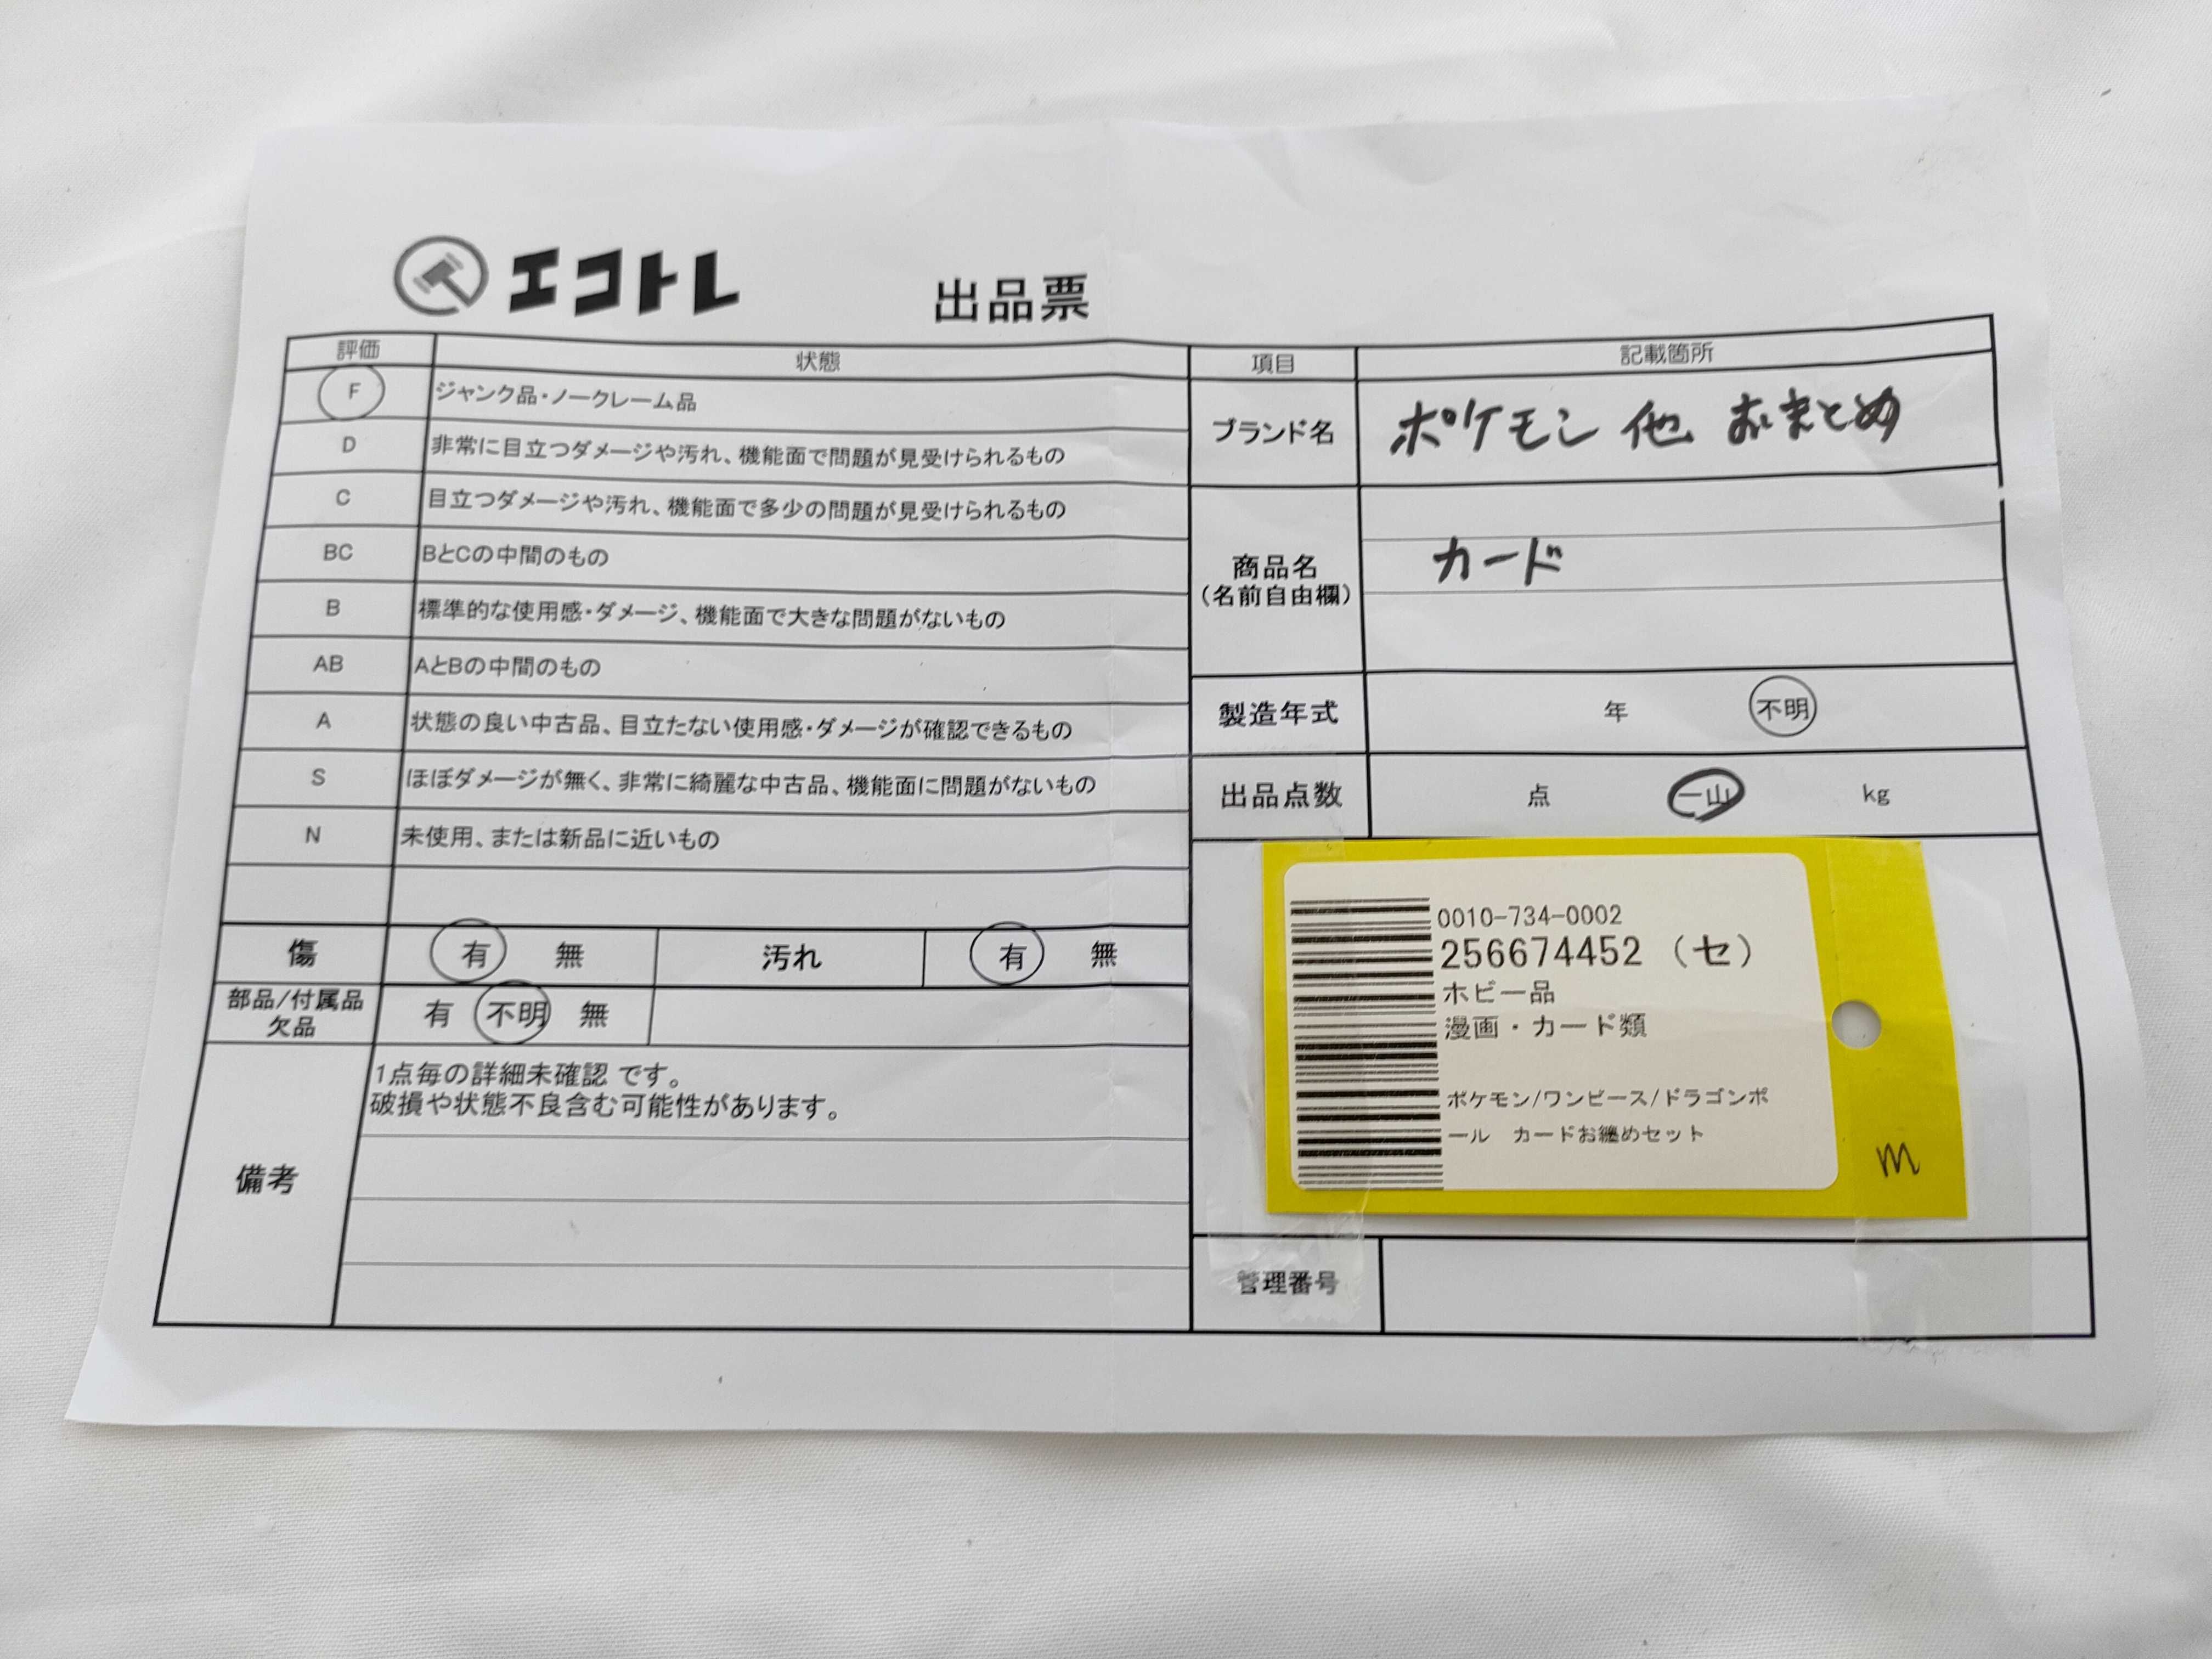 エコトレ 出品票
評価 状態
F ジャンク品・ノークレーム品
D 非常に目立つダメージや汚れ、機能面で問題が見受けられるもの
C 目立つダメージや汚れ、機能面で多少の問題が見受けられるもの
BC BとCの中間のもの
B 標準的な使用感・ダメージ、機能面で大きな問題がないもの
AB AとBの中間のもの
A 状態の良い中古品、目立たない使用感・ダメージが確認できるもの
S ほぼダメージが無く、非常に綺麗な中古品、機能面に問題がないもの
N 未使用、または新品に近いもの
傷 有 無 汚れ 有 無
部品/付属品
欠品
有 不明 無
備考
1点毎の詳細未確認 です。
破損や状態不良含む可能性があります。
項目 記載箇所
ブランド名 ポケモン 他 おまとめ
商品名
(名前自由欄)
カード
製造年式 年 不明
出品点数 点 一山 kg
0010-734-0002
256674452 (セ)
ホビー品
漫画・カード類
ポケモン/ワンピース/ドラゴンボ
ール カードお纏めセット
m
管理番号